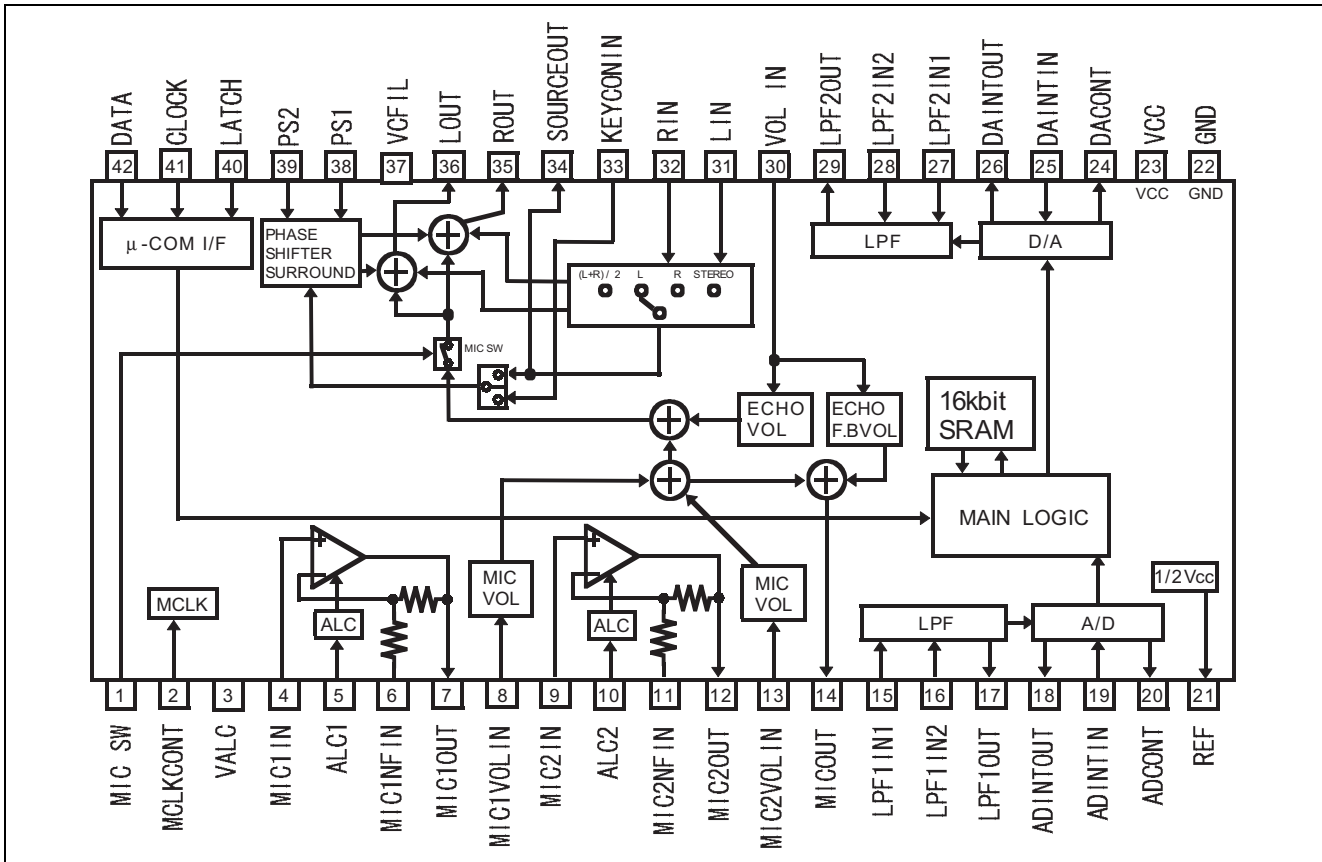 DATA
CLOCK
LATCH
PS2
PS1
VCFIL
LOUT
ROUT
SOURCEOUT
KEYCONIN
RIN
LIN
VOL IN
LPF2OUT
LPF2IN2
LPF2IN1
DAINTOUT
DAINTIN
DACONT
VCC
GND
42
41
40
39
38
37
36
35
34
33
32
31
30
29
28
27
26
25
24
23
22
VCC
GND
μ-COM I/F
PHASE
SHIFTER
SURROUND
+
+
(L+R)/ 2
L
R
STEREO
LPF
D/A
MIC SW
ECHO
VOL
ECHO
F.BVOL
16kbit
SRAM
+
+
+
MAIN LOGIC
MCLK
+
−
ALC
MIC
VOL
+
−
ALC
MIC
VOL
LPF
A/D
1/2Vcc
1
2
3
4
5
6
7
8
9
10
11
12
13
14
15
16
17
18
19
20
21
MIC SW
MCLKCONT
VALC
MIC1IN
ALC1
MIC1NFIN
MIC1OUT
MIC1VOLIN
MIC2IN
ALC2
MIC2NFIN
MIC2OUT
MIC2VOLIN
MICOUT
LPF1IN1
LPF1IN2
LPF1OUT
ADINTOUT
ADINTIN
ADCONT
REF